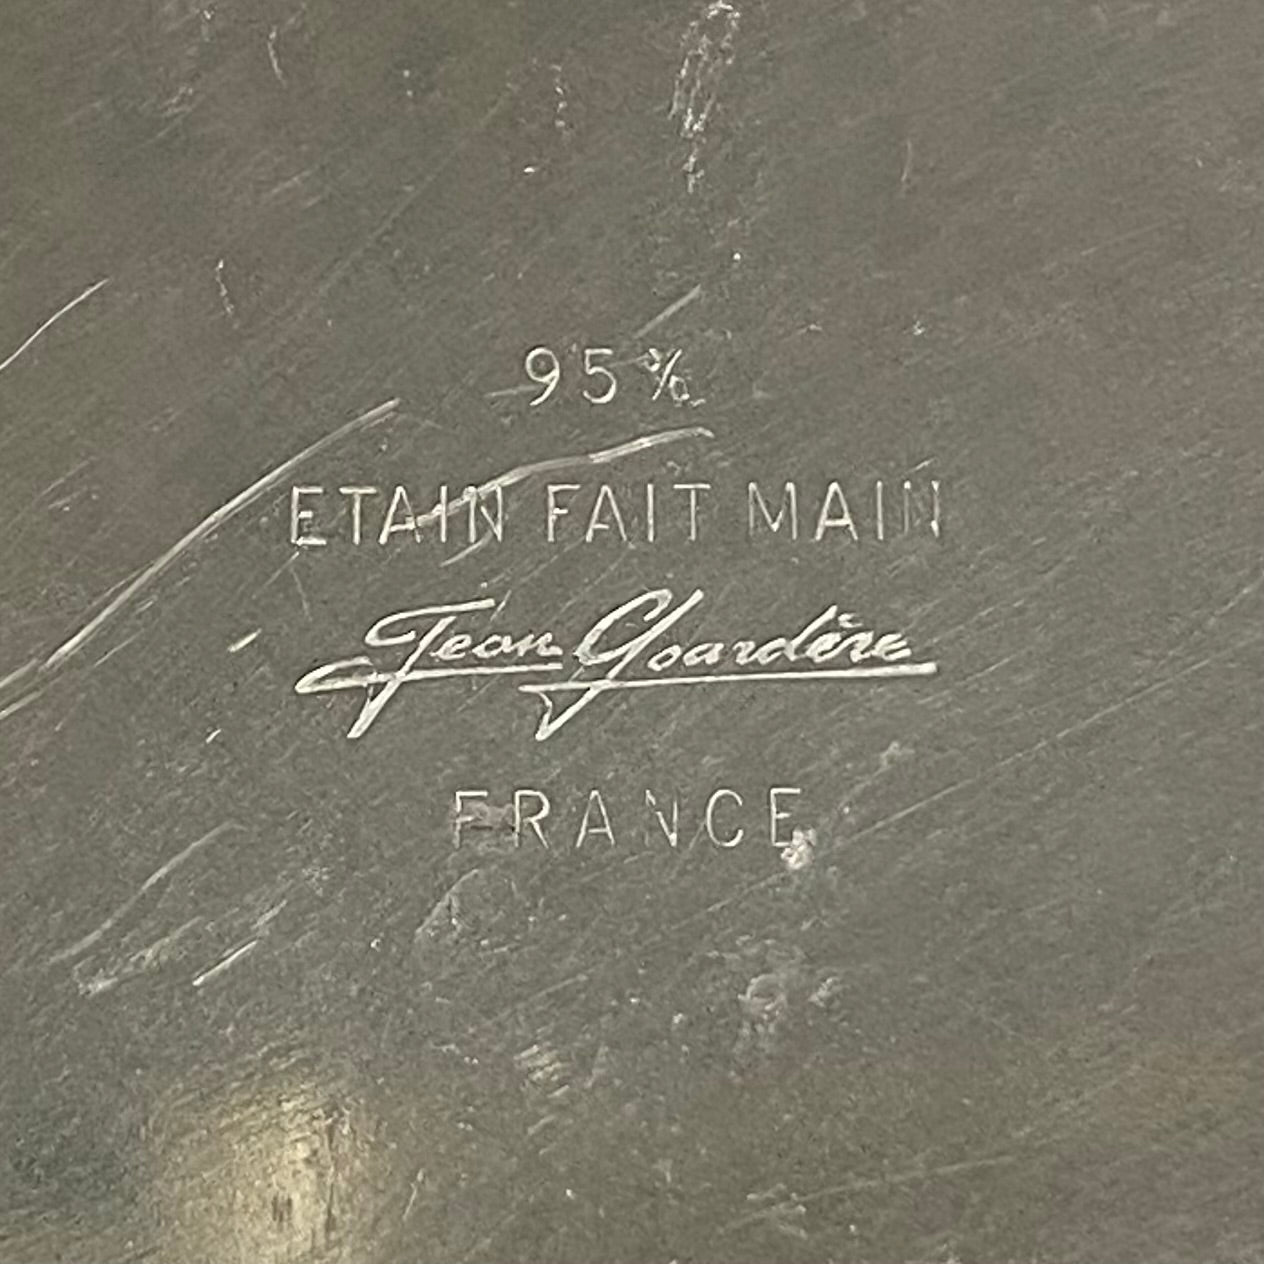 95%
ETAIN FAIT MAIN
Jean Goardère
FRANCE